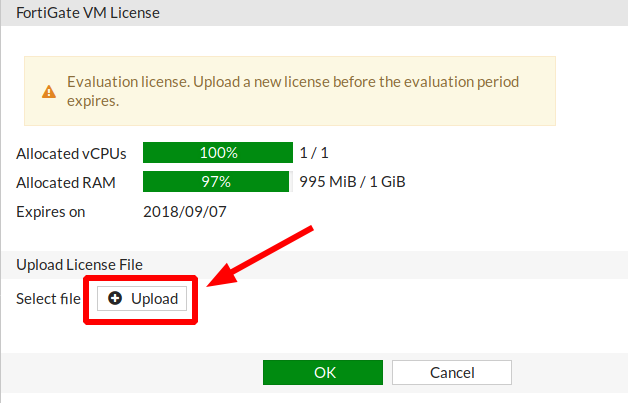 FortiGate VM License
Evaluation license. Upload a new license before the evaluation period
expires.
Allocated vCPUs 100% 1 / 1
Allocated RAM 97% 995 MiB / 1 GiB
Expires on 2018/09/07
Upload License File
Select file Upload
OK Cancel